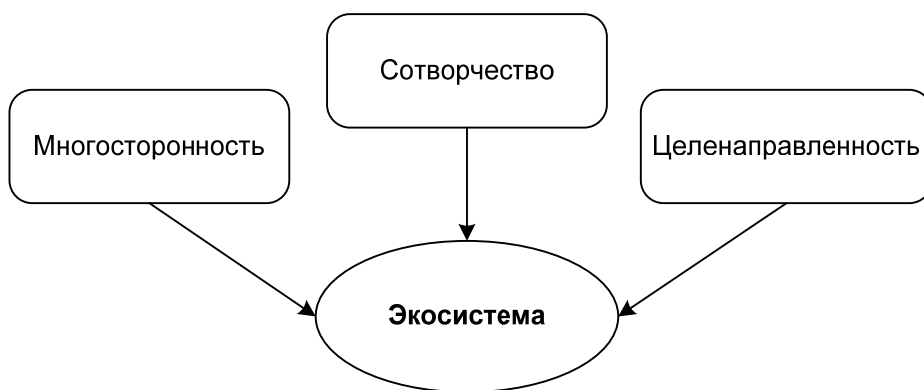 Сотворчество
Многосторонность
Целенаправленность
Экосистема